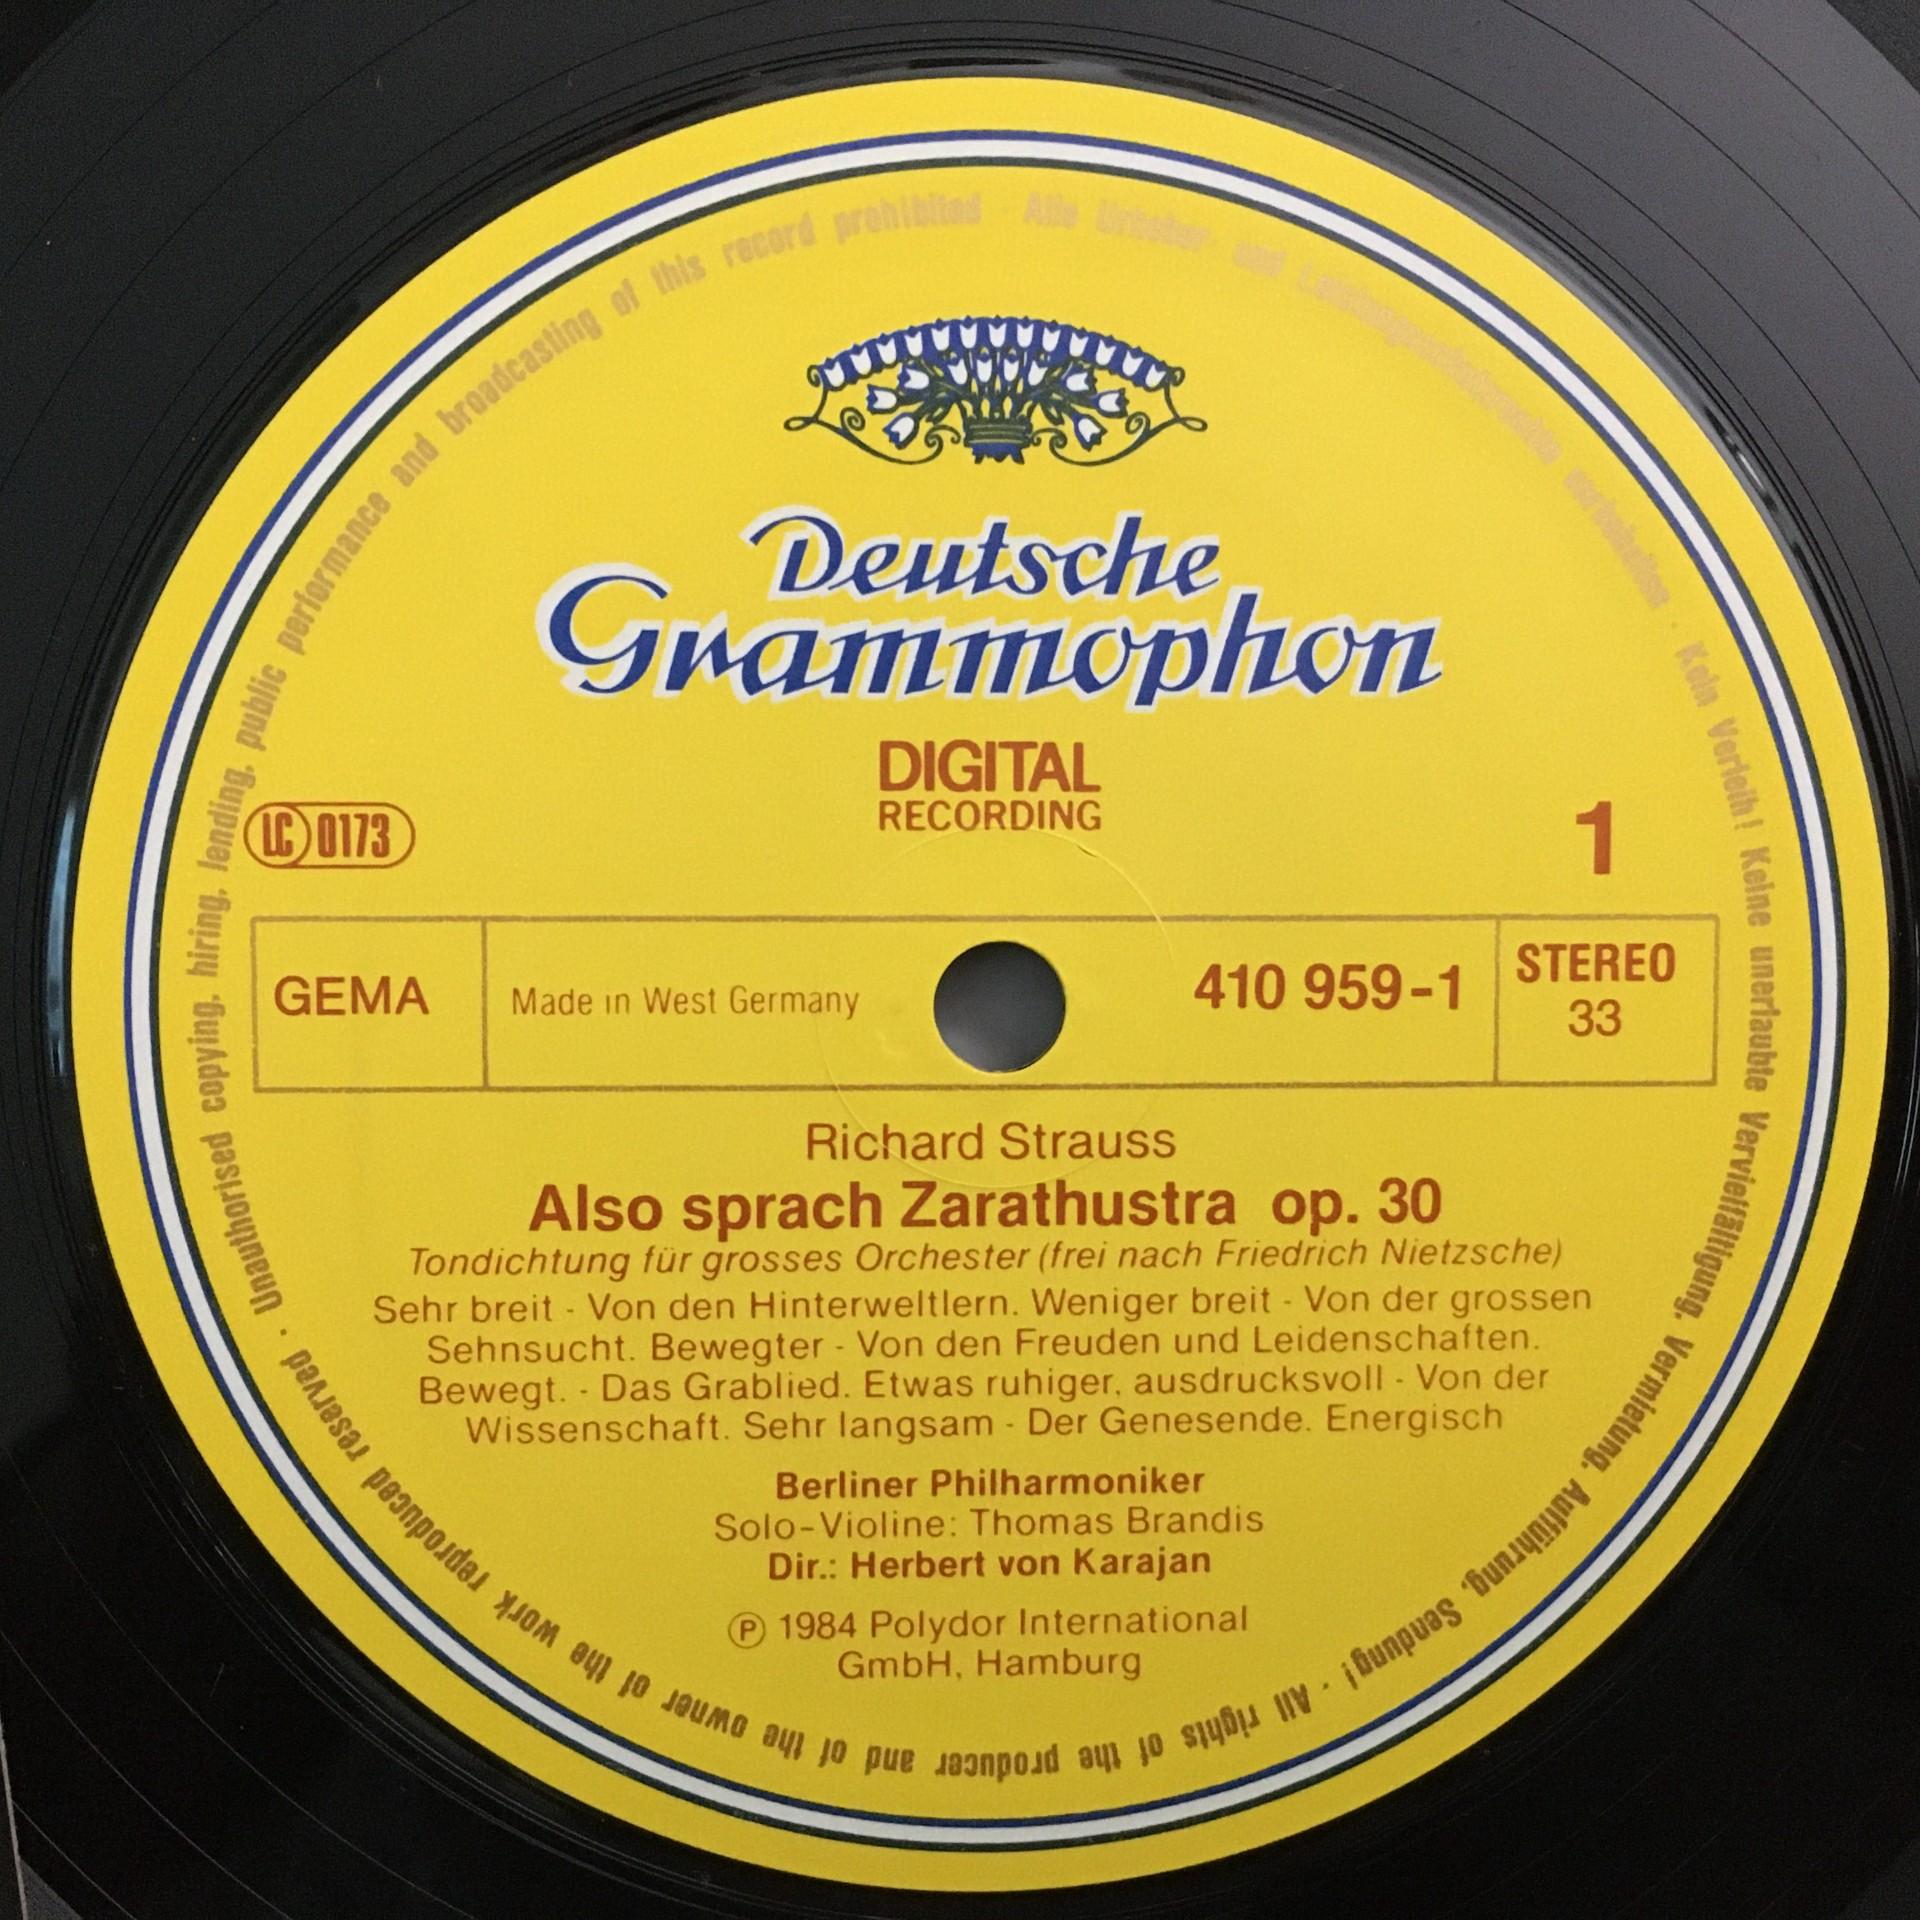 Deutsche
Grammophon
DIGITAL
RECORDING
LC 0173
1
GEMA
Made in West Germany
410 959-1
STEREO
33
Richard Strauss
Also sprach Zarathustra op. 30
Tondichtung für grosses Orchester (frei nach Friedrich Nietzsche)
Sehr breit - Von den Hinterweltlern. Weniger breit - Von der grossen
Sehnsucht. Bewegter - Von den Freuden und Leidenschaften.
Bewegt. - Das Grablied. Etwas ruhiger, ausdrucksvoll - Von der
Wissenschaft. Sehr langsam - Der Genesende. Energisch
Berliner Philharmoniker
Solo-Violine: Thomas Brandis
Dir.: Herbert von Karajan
Ⓟ 1984 Polydor International
GmbH, Hamburg
Alle Urheber- und Leistungsschutzrechte vorbehalten · Kein Verleih! Keine unerlaubte Vervielfältigung, Vermietung, Aufführung, Sendung! · All rights of the producer and of the owner of the work reproduced reserved · Unauthorised copying, hiring, lending, public performance and broadcasting of this record prohibited ·